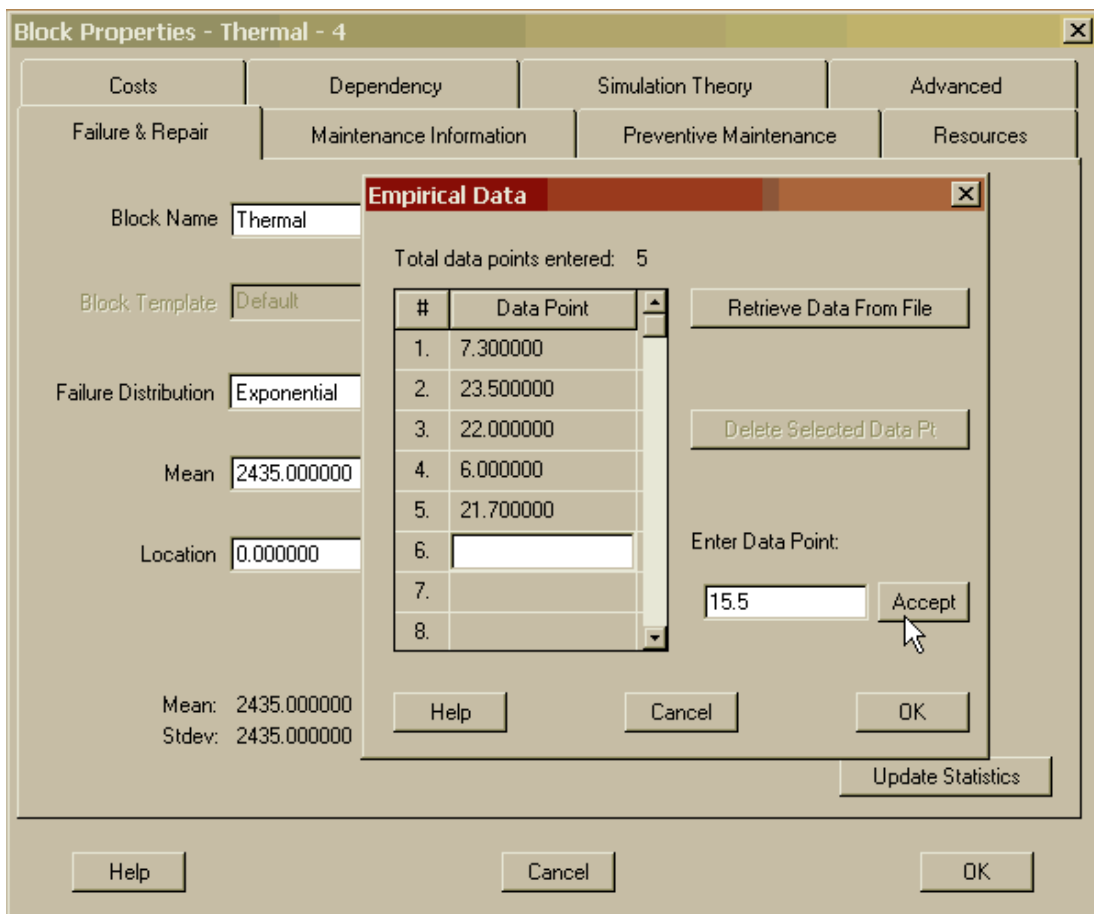 Block Properties - Thermal - 4
Costs Dependency Simulation Theory Advanced
Failure & Repair Maintenance Information Preventive Maintenance Resources
Block Name Thermal
Block Template Default
Failure Distribution Exponential
Mean 2435.000000
Location 0.000000
Mean: 2435.000000
Stdev: 2435.000000
Empirical Data
Total data points entered: 5
# Data Point
1. 7.300000
2. 23.500000
3. 22.000000
4. 6.000000
5. 21.700000
6.
7.
8.
Retrieve Data From File
Delete Selected Data Pt
Enter Data Point:
15.5 Accept
Help Cancel OK
Update Statistics
Help Cancel OK